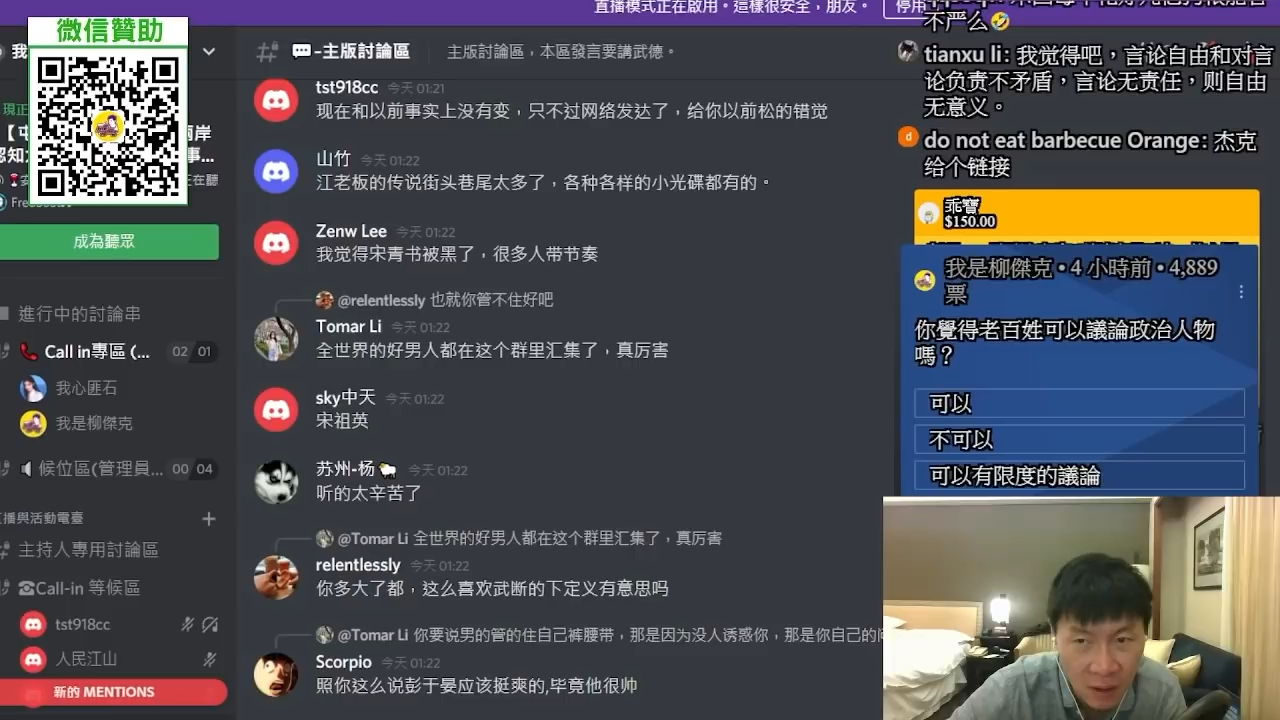 直播模式正在啟用。這樣很安全，朋友。
停用
微信贊助
我
-主版討論區
主版討論區，本區發言要講武德。
現正
兩岸
認知
事...
正在聽
成為聽眾
進行中的討論串
Call in專區 (...
02 01
我心匪石
我是柳傑克
候位區(管理員...
00 04
直播與活動電臺
主持人專用討論區
Call-in 等候區
tst918cc
人民江山
新的 MENTIONS
tst918cc 今天 01:21
现在和以前事实上没有变，只不过网络发达了，给你以前松的错觉
山竹 今天 01:22
江老板的传说街头巷尾太多了，各种各样的小光碟都有的。
Zenw Lee 今天 01:22
我觉得宋青书被黑了，很多人带节奏
@relentlessly 也就你管不住好吧
Tomar Li 今天 01:22
全世界的好男人都在这个群里汇集了，真厉害
sky中天 今天 01:22
宋祖英
苏州-杨🐑 今天 01:22
听的太辛苦了
@Tomar Li 全世界的好男人都在这个群里汇集了，真厉害
relentlessly 今天 01:22
你多大了都，这么喜欢武断的下定义有意思吗
@Tomar Li 你要说男的管的住自己裤腰带，那是因为没人诱惑你，那是你自己的问
Scorpio 今天 01:22
照你这么说彭于晏应该挺爽的,毕竟他很帅
不严么🤣
tianxu li: 我觉得吧，言论自由和对言
论负责不矛盾，言论无责任，则自由
无意义。
do not eat barbecue Orange: 杰克
给个链接
乖寶
$150.00
我是柳傑克 • 4 小時前 • 4,889
票
你覺得老百姓可以議論政治人物
嗎？
可以
不可以
可以有限度的議論